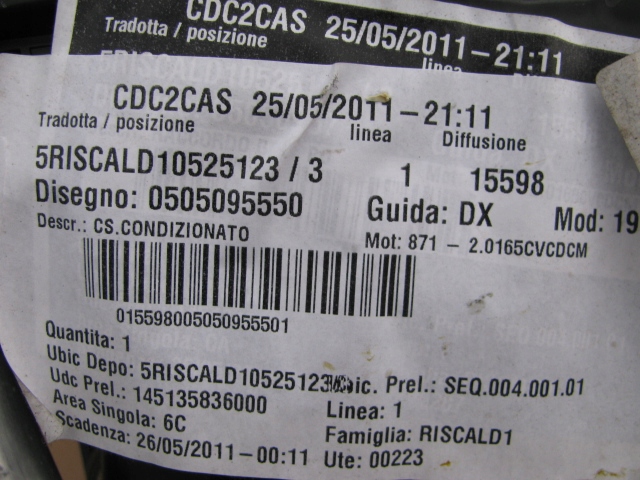 CDC2CAS 25/05/2011-21:11
Tradotta / posizione linea
CDC2CAS 25/05/2011-21:11
Tradotta / posizione linea Diffusione
5RISCALD10525123 / 3 1 15598
Disegno: 0505095550 Guida: DX Mod: 19
Descr.: CS.CONDIZIONATO Mot: 871 - 2.0165CVCDCM
015598005050955501
Quantita: 1
Ubic Depo: 5RISCALD10525123 Prel.: SEQ.004.001.01
Udc Prel.: 145135836000 Linea: 1
Area Singola: 6C Famiglia: RISCALD1
Scadenza: 26/05/2011-00:11 Ute: 00223